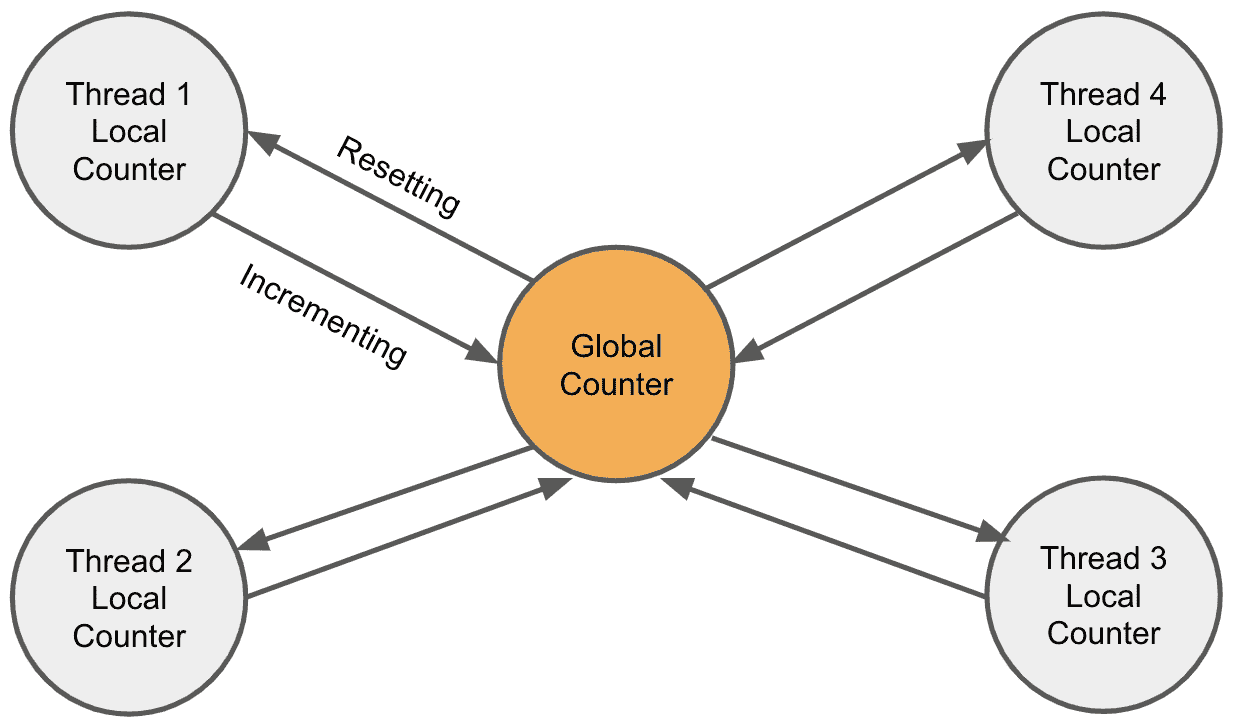 Thread 1
Local
Counter
Thread 4
Local
Counter
Resetting
Incrementing
Global
Counter
Thread 2
Local
Counter
Thread 3
Local
Counter